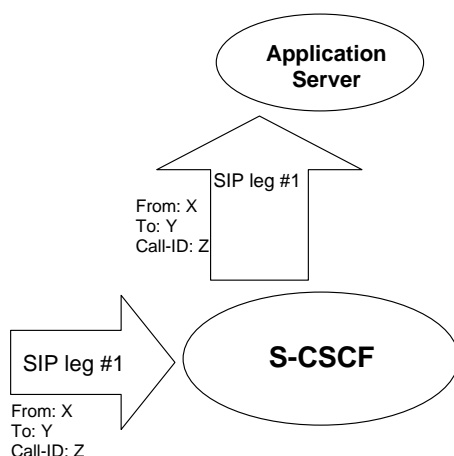 Application
Server
SIP leg #1
From: X
To: Y
Call-ID: Z
S-CSCF
SIP leg #1
From: X
To: Y
Call-ID: Z